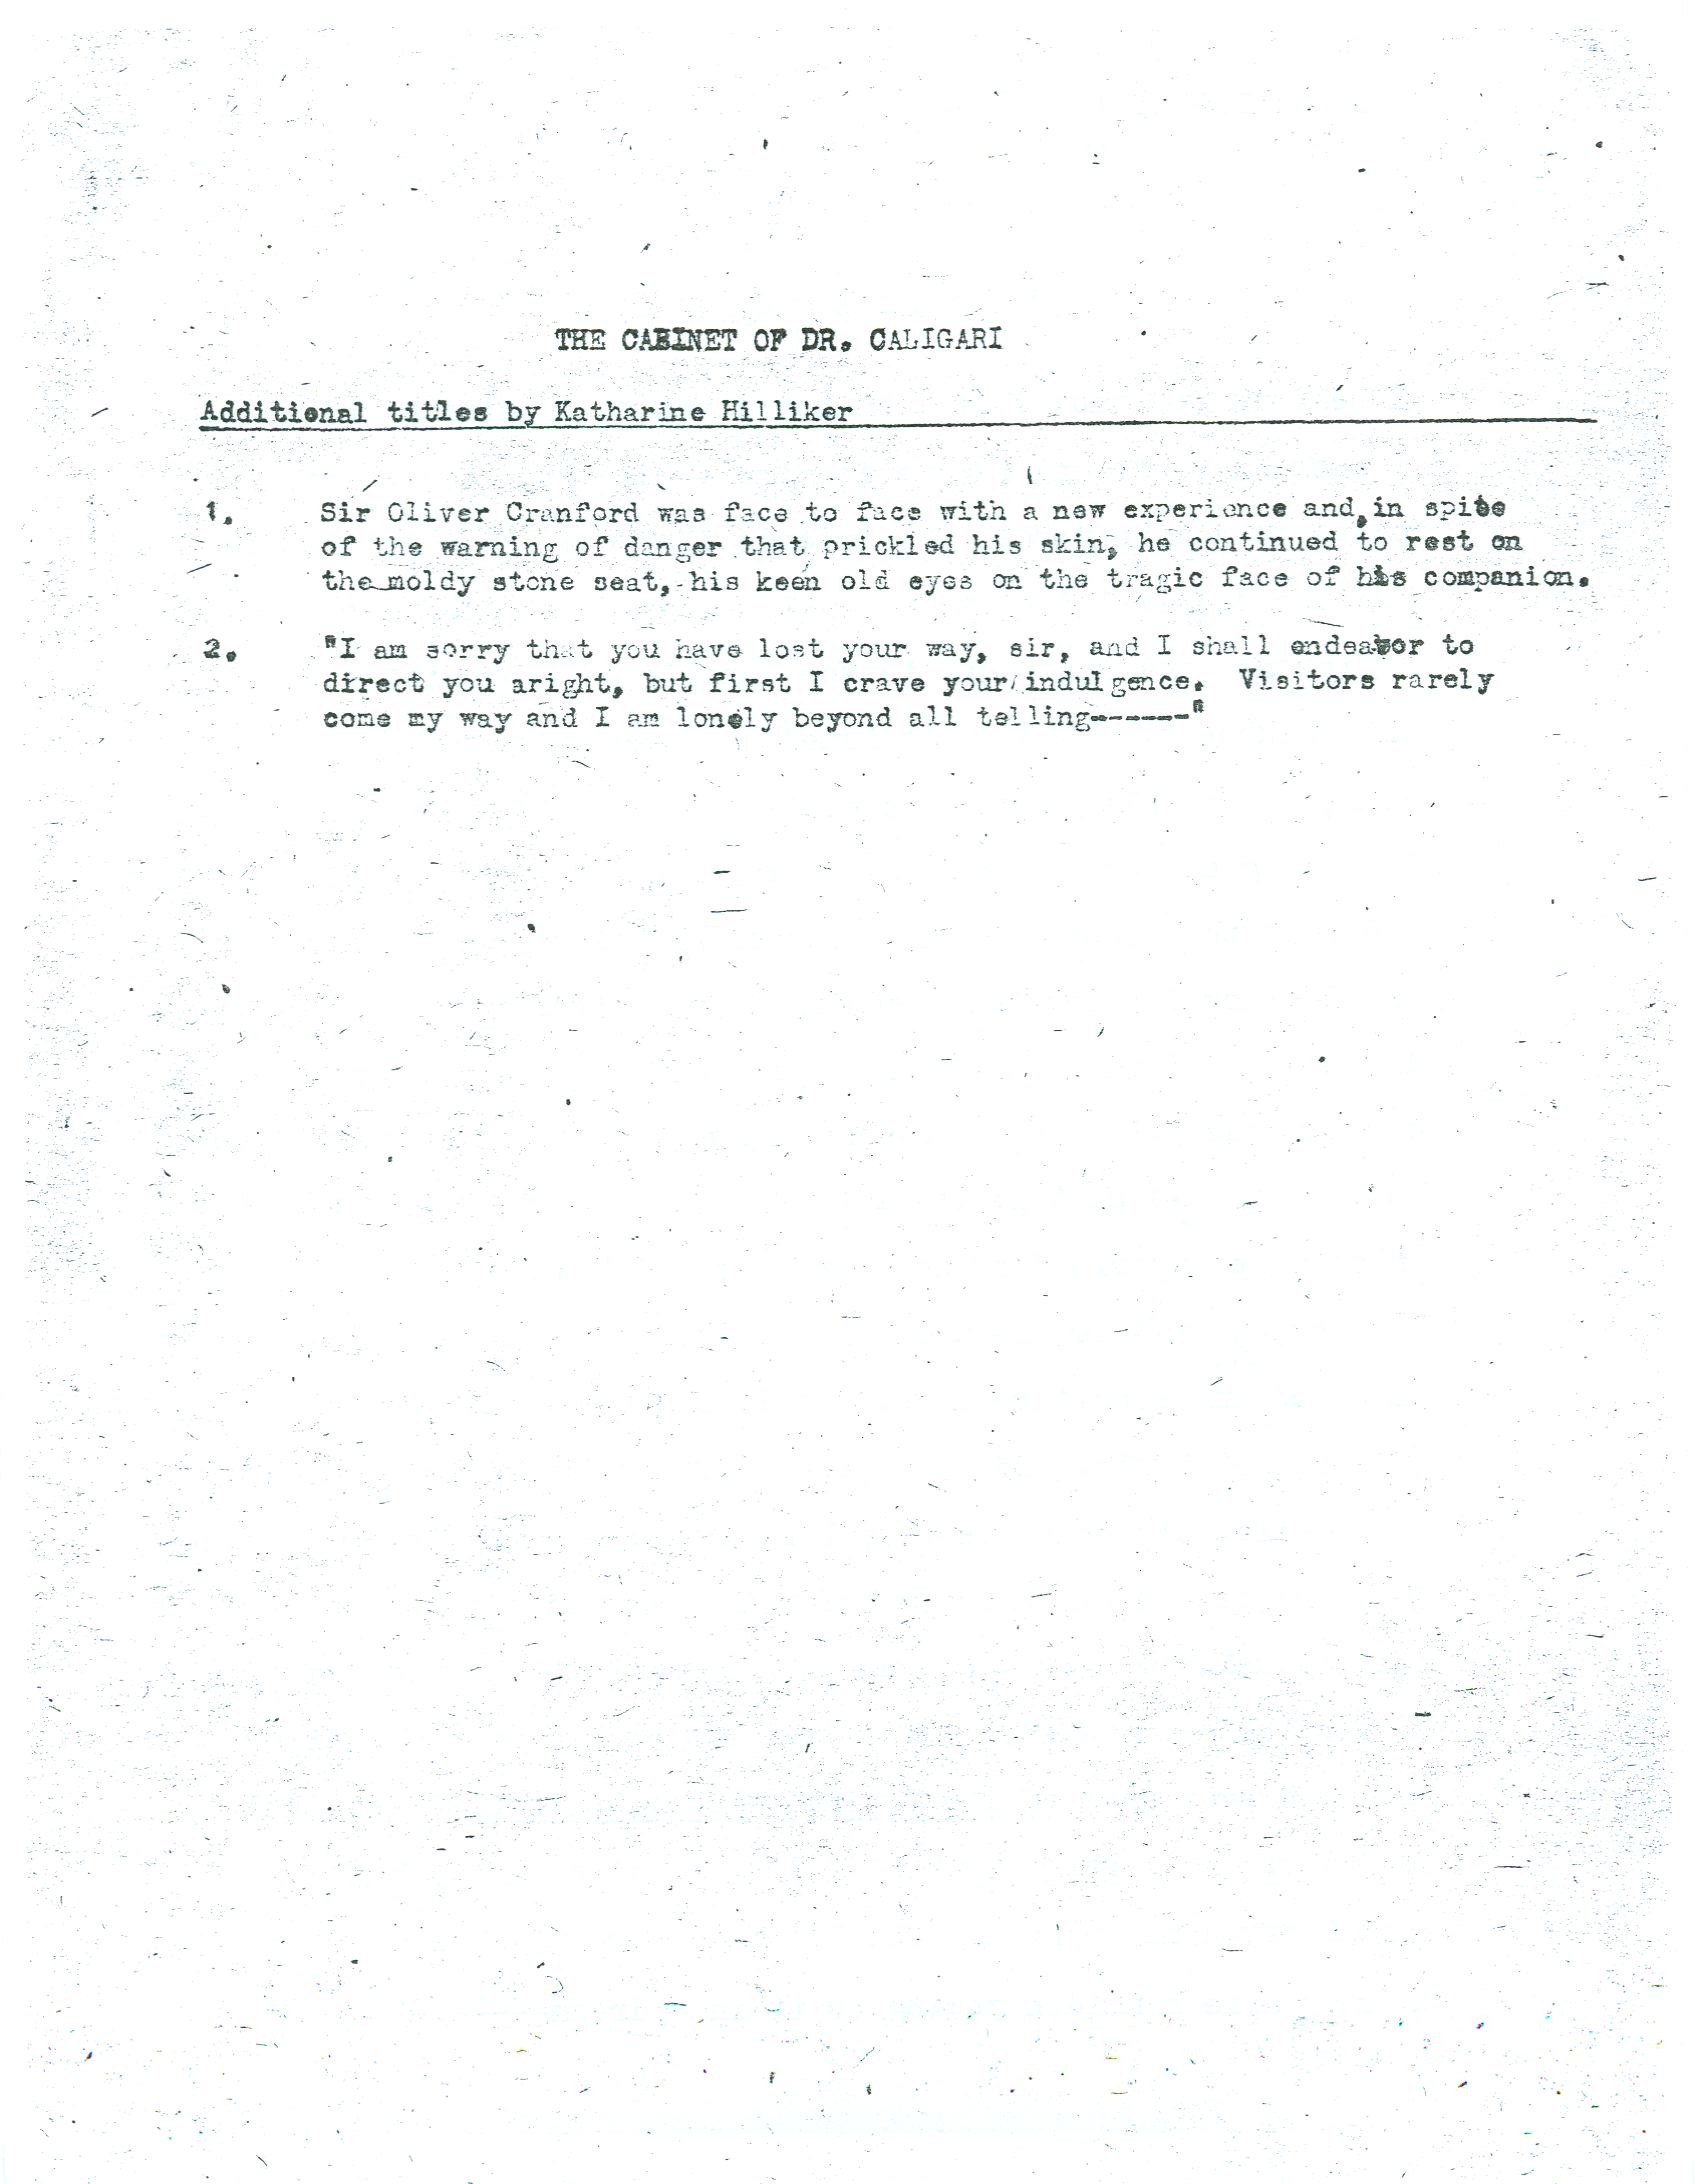 THE CABINET OF DR. CALIGARI
Additional titles by Katharine Hilliker
1. Sir Oliver Cranford was face to face with a new experience and, in spite
of the warning of danger that prickled his skin, he continued to rest on
the moldy stone seat, his keen old eyes on the tragic face of his companion.
2. "I am sorry that you have lost your way, sir, and I shall endeavor to
direct you aright, but first I crave your indulgence. Visitors rarely
come my way and I am lonely beyond all telling-------"